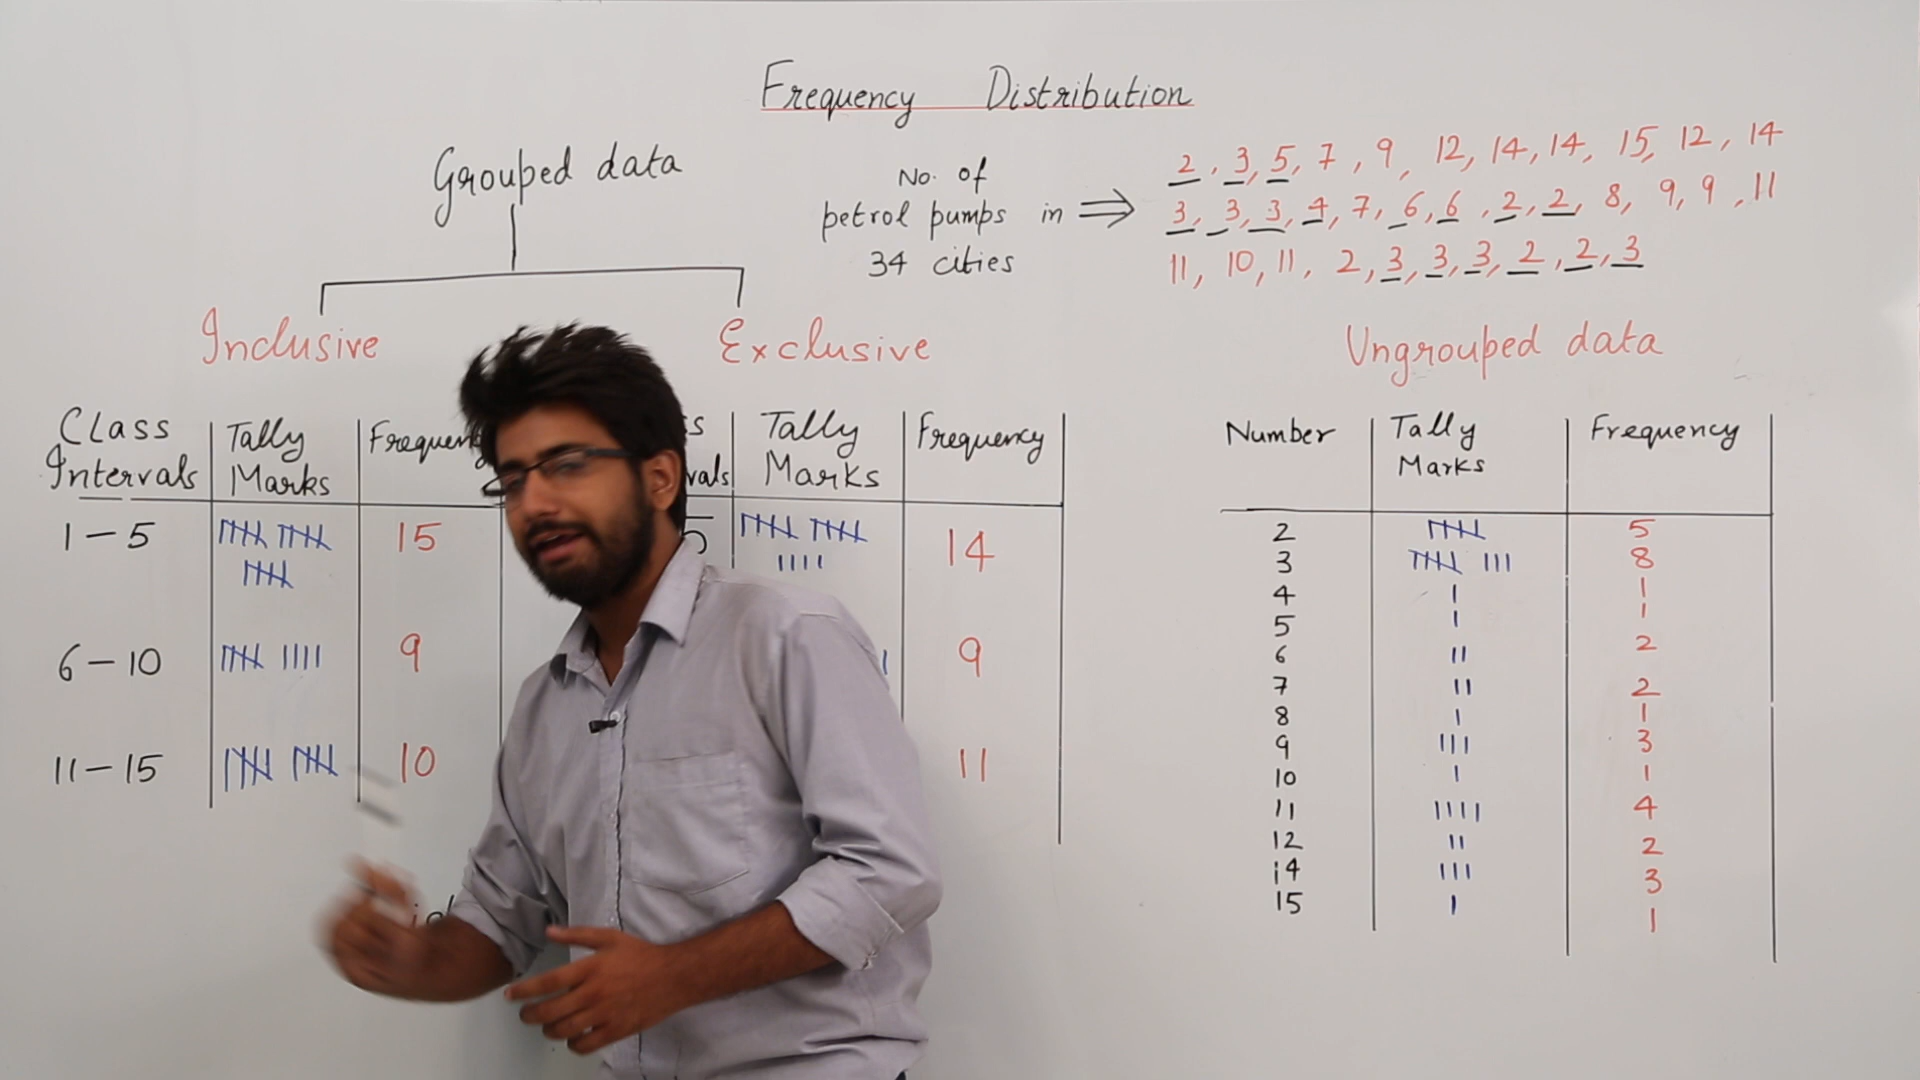 Frequency Distribution
Grouped data
Inclusive
Exclusive
No. of
petrol pumps in ⇒
34 cities
2, 3, 5, 7, 9, 12, 14, 14, 15, 12, 14
3, 3, 3, 4, 7, 6, 6, 2, 2, 8, 9, 9, 11
11, 10, 11, 2, 3, 3, 3, 2, 2, 3
Ungrouped data
Class Intervals | Tally Marks | Frequen
1 – 5 | 15
6 – 10 | 9
11 – 15 | 10
s vals | Tally Marks | Frequency
5 | 14
9
11
Number | Tally Marks | Frequency
2 | 5
3 | 8
4 | 1
5 | 1
6 | 2
7 | 2
8 | 1
9 | 3
10 | 1
11 | 4
12 | 2
14 | 3
15 | 1